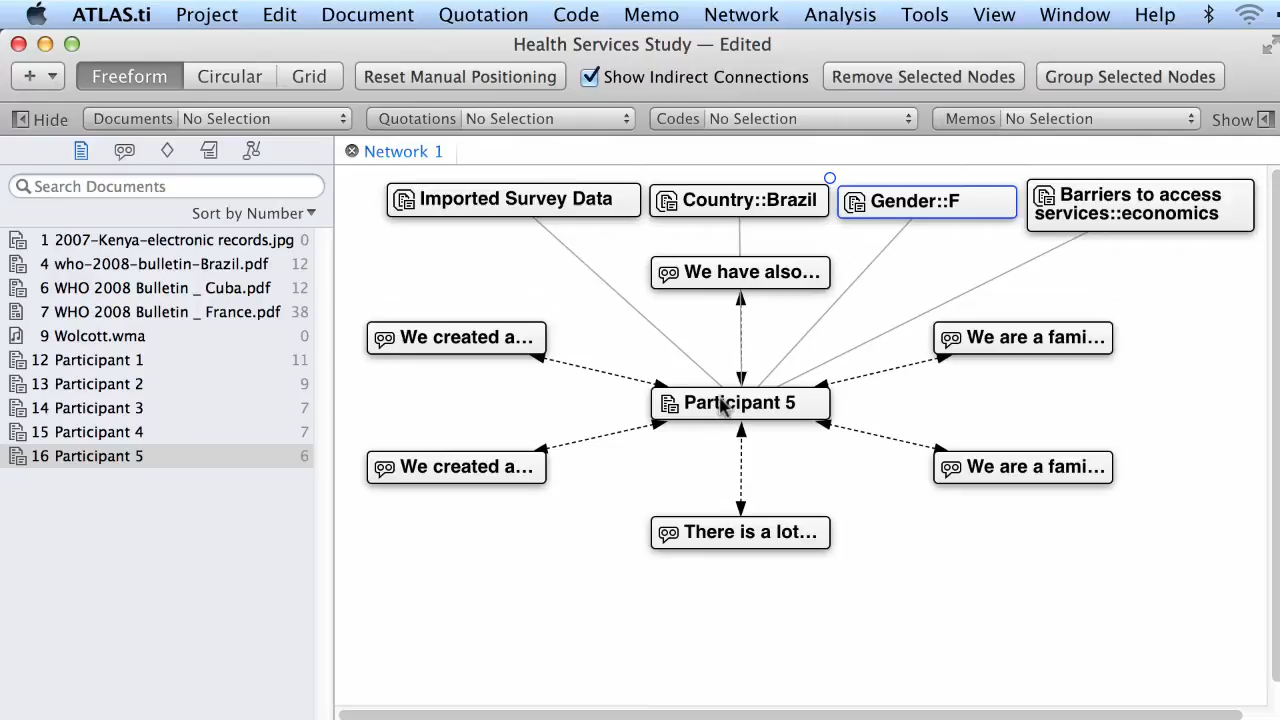 ATLAS.ti Project Edit Document Quotation Code Memo Network Analysis Tools View Window Help
Health Services Study — Edited
+ Freeform Circular Grid Reset Manual Positioning Show Indirect Connections Remove Selected Nodes Group Selected Nodes
Hide Documents No Selection Quotations No Selection Codes No Selection Memos No Selection Show
Network 1
Search Documents
Sort by Number
1 2007-Kenya-electronic records.jpg 0
4 who-2008-bulletin-Brazil.pdf 12
6 WHO 2008 Bulletin _ Cuba.pdf 12
7 WHO 2008 Bulletin _ France.pdf 38
9 Wolcott.wma 0
12 Participant 1 11
13 Participant 2 9
14 Participant 3 7
15 Participant 4 7
16 Participant 5 6
Imported Survey Data
Country::Brazil
Gender::F
Barriers to access
services::economics
We have also...
We created a...
We are a fami...
Participant 5
We created a...
We are a fami...
There is a lot...